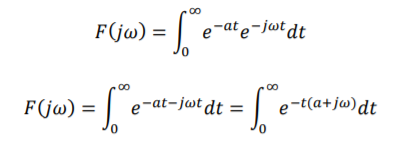 F(jω) = ∫₀^∞ e^{-at} e^{-jωt} dt
F(jω) = ∫₀^∞ e^{-at-jωt} dt = ∫₀^∞ e^{-t(a+jω)} dt